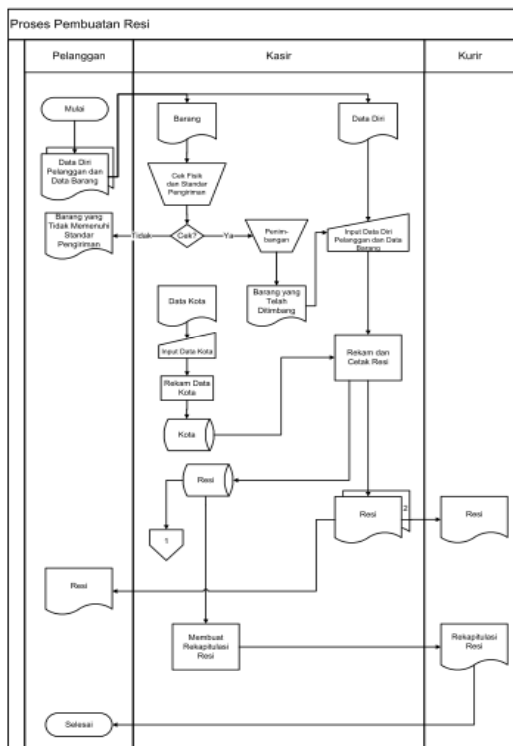 Proses Pembuatan Resi
Pelanggan
Kasir
Kurir
Mulai
Barang
Data Diri
Data Diri
Pelanggan dan
Data Barang
Cek Fisik
dan Standar
Pengiriman
Barang yang
Tidak Memenuhi
Standar
Pengiriman
Tidak
Cek?
Ya
Penim-
bangan
Input Data Diri
Pelanggan dan Data
Barang
Data Kota
Barang yang
Telah
Ditimbang
Input Data Kota
Rekam dan
Cetak Resi
Rekam Data
Kota
Kota
Resi
1
Resi
2
Resi
Resi
Membuat
Rekapitulasi
Resi
Rekapitulasi
Resi
Selesai